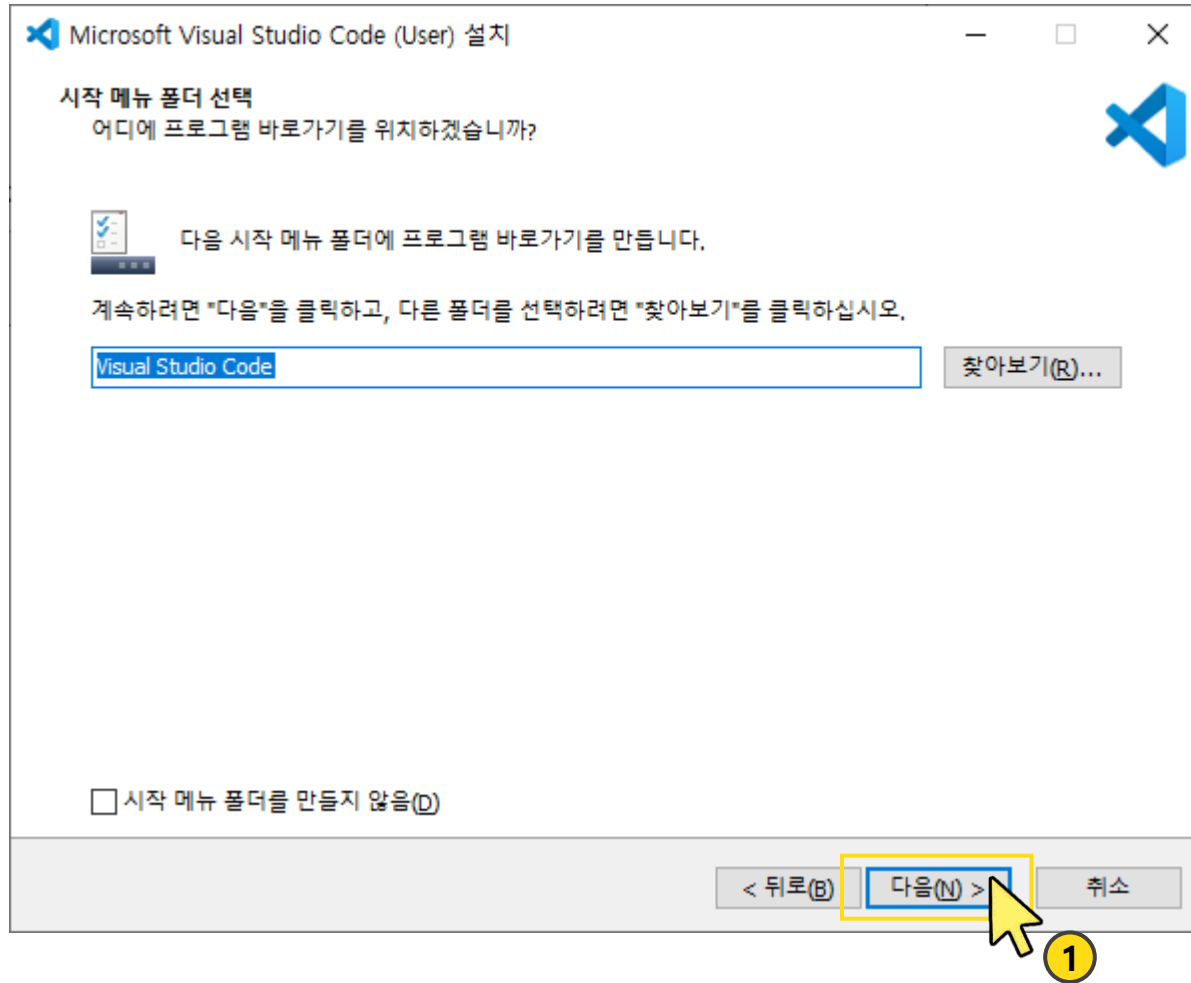 Microsoft Visual Studio Code (User) 설치
시작 메뉴 폴더 선택
어디에 프로그램 바로가기를 위치하겠습니까?
다음 시작 메뉴 폴더에 프로그램 바로가기를 만듭니다.
계속하려면 "다음"을 클릭하고, 다른 폴더를 선택하려면 "찾아보기"를 클릭하십시오.
Visual Studio Code 찾아보기(R)...
시작 메뉴 폴더를 만들지 않음(D)
< 뒤로(B) 다음(N) > 취소
1